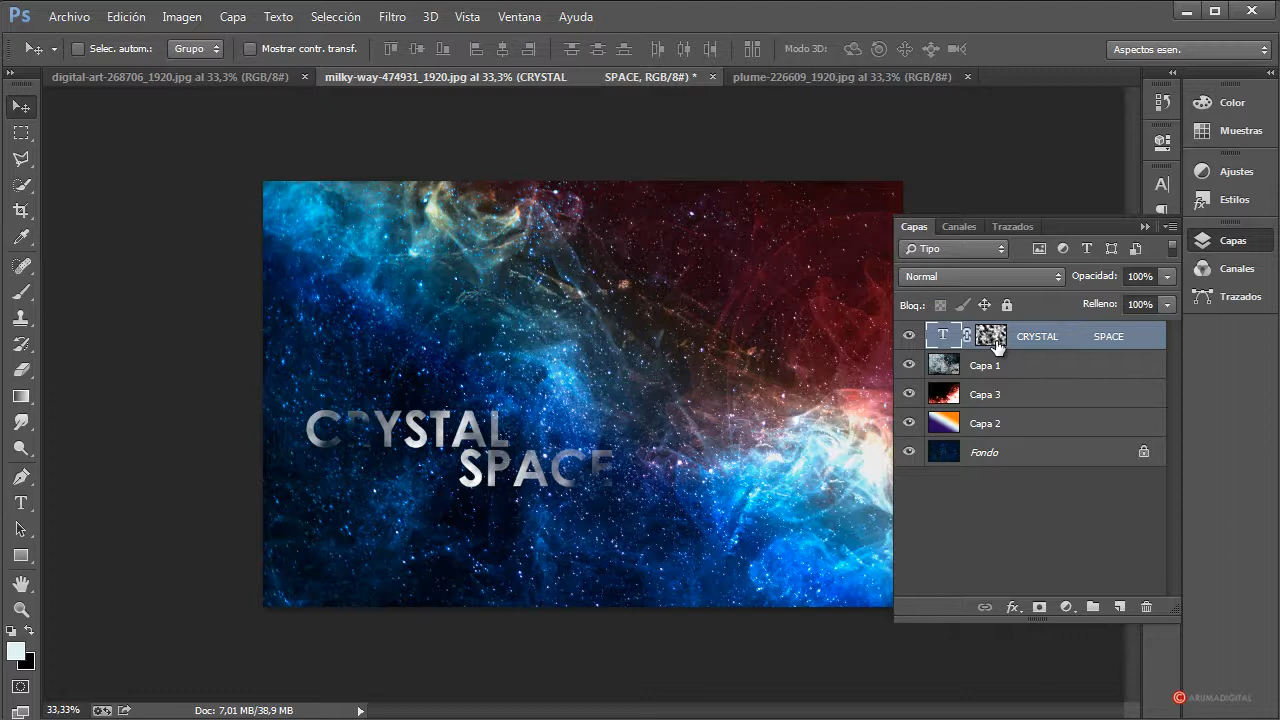 Ps Archivo Edición Imagen Capa Texto Selección Filtro 3D Vista Ventana Ayuda
Selec. autom.: Grupo Mostrar contr. transf. Modo 3D: Aspectos esen.
digital-art-268706_1920.jpg al 33,3% (RGB/8#) × milky-way-474931_1920.jpg al 33,3% (CRYSTAL SPACE, RGB/8#) * × plume-226609_1920.jpg al 33,3% (RGB/8#) ×
Color
Muestras
Ajustes
Estilos
Capas
Canales
Trazados
Capas Canales Trazados
Tipo
Normal Opacidad: 100%
Bloq.: Relleno: 100%
T CRYSTAL SPACE
Capa 1
Capa 3
Capa 2
Fondo
fx
CRYSTAL
SPACE
33,33% Doc: 7,01 MB/38,9 MB
© ARUMADIGITAL